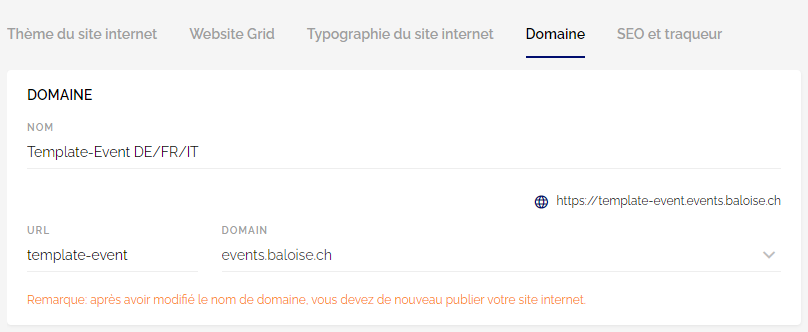 Thème du site internet Website Grid Typographie du site internet Domaine SEO et traqueur
DOMAINE
NOM
Template-Event DE/FR/IT
https://template-event.events.baloise.ch
URL DOMAIN
template-event events.baloise.ch
Remarque: après avoir modifié le nom de domaine, vous devez de nouveau publier votre site internet.